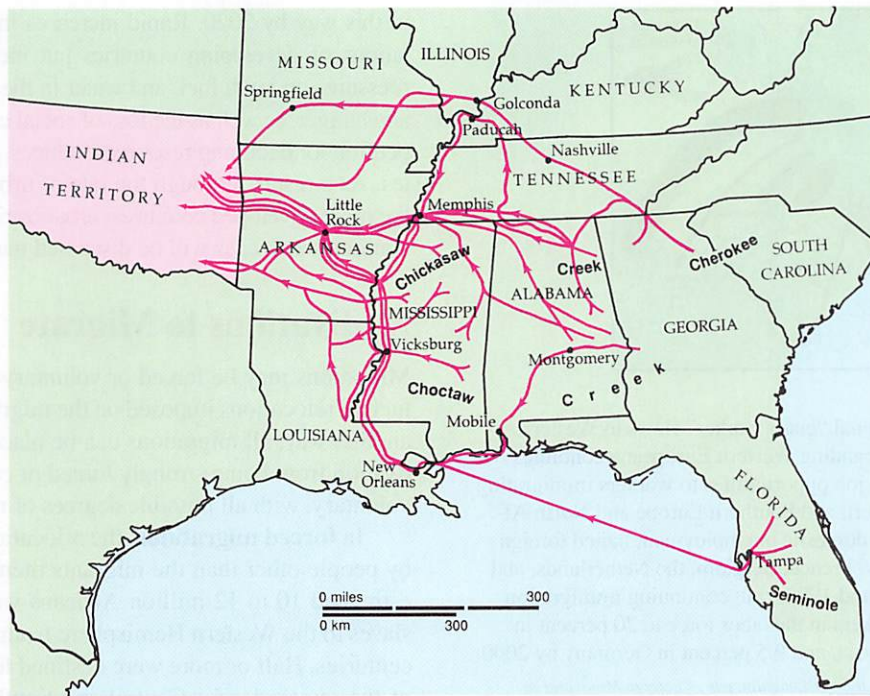 MISSOURI
ILLINOIS
Springfield
Golconda
KENTUCKY
Paducah
INDIAN
TERRITORY
Nashville
TENNESSEE
Little
Rock
Memphis
ARKANSAS
Chickasaw
Creek
Cherokee
SOUTH
CAROLINA
MISSISSIPPI
ALABAMA
GEORGIA
Vicksburg
Montgomery
Choctaw
Creek
LOUISIANA
Mobile
New
Orleans
FLORIDA
Tampa
Seminole
0 miles 300
0 km 300